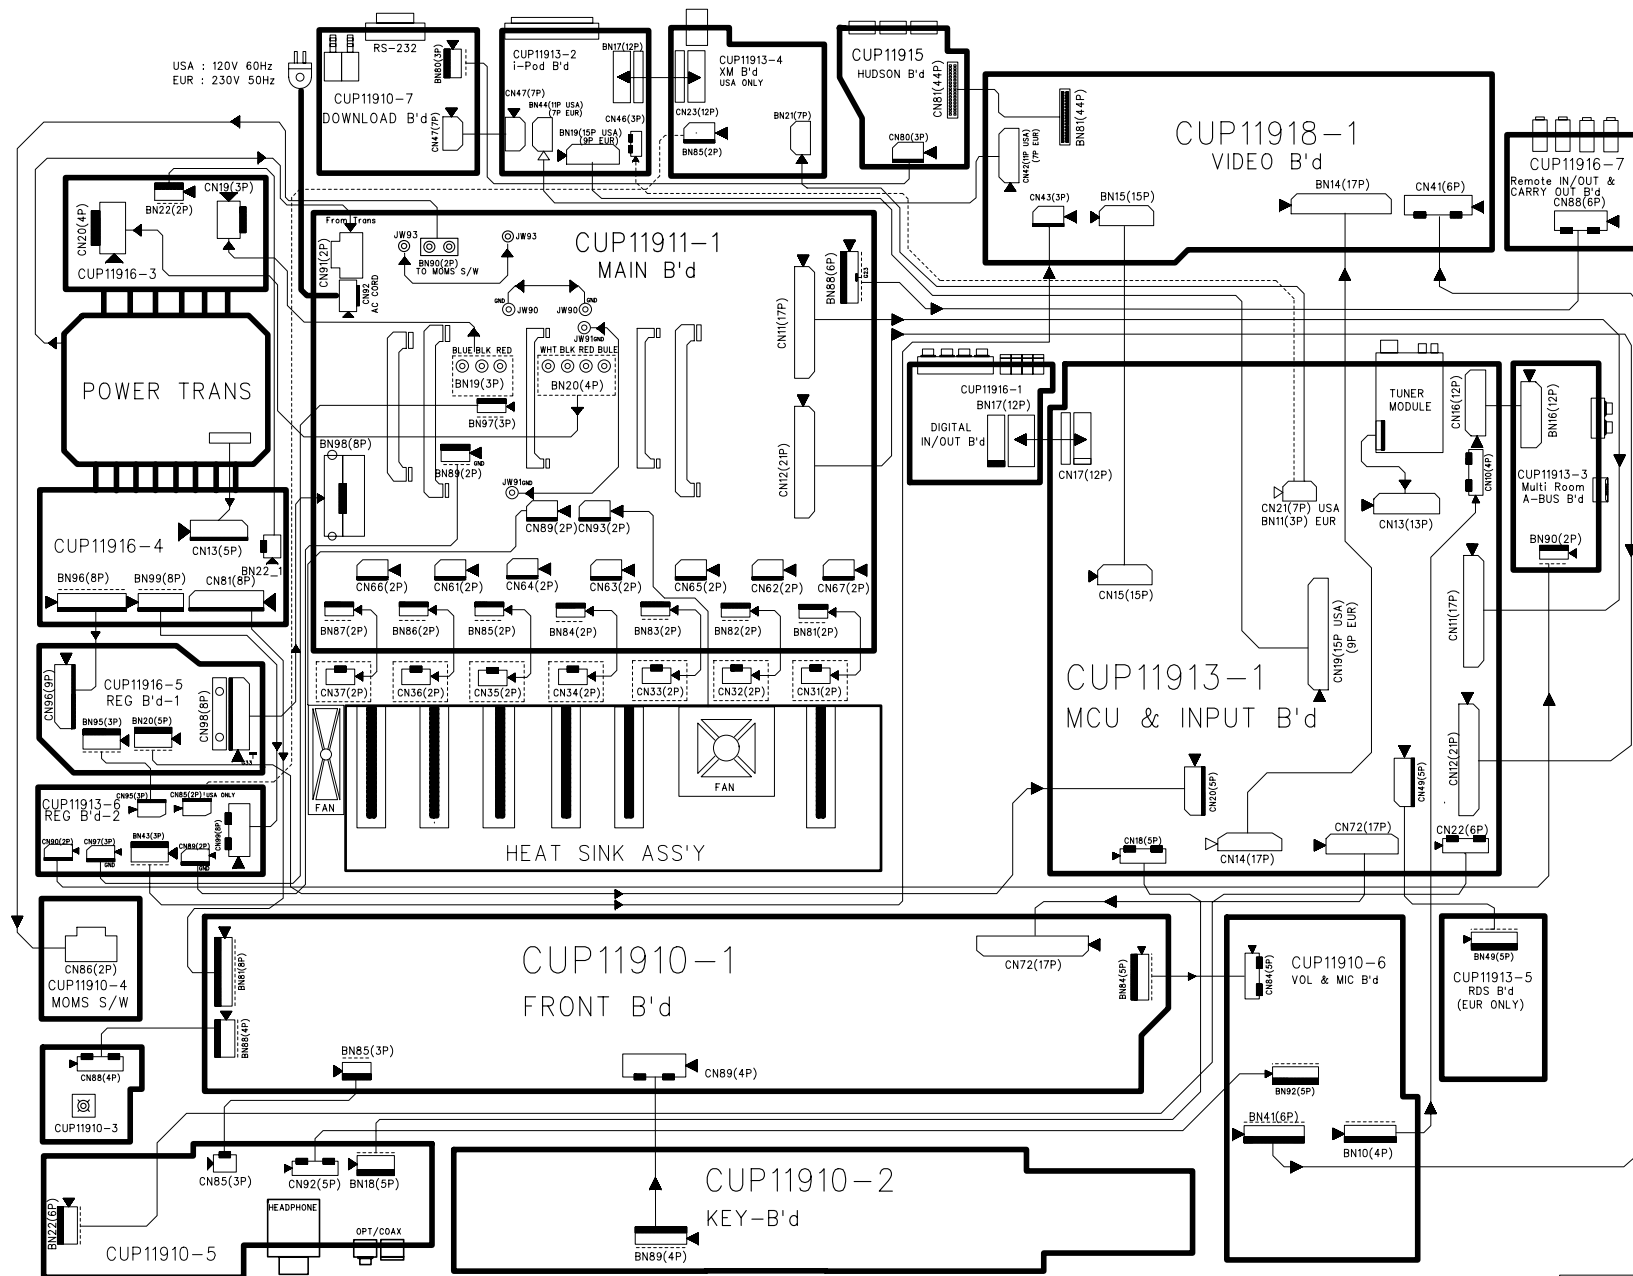 USA : 120V 60Hz
EUR : 230V 50Hz
RS-232
BN80(3P)
CUP11910-7
DOWNLOAD B'd
CN47(7P)
CUP11913-2
i-Pod B'd
BN17(12P)
CN47(7P)
BN44(11P USA)
(7P EUR)
CN46(3P)
BN19(15P USA)
(9P EUR)
CUP11913-4
XM B'd
USA ONLY
CN23(12P)
BN21(7P)
BN85(2P)
CUP11915
HUDSON B'd
CN81(44P)
CN80(3P)
BN81(44P)
CUP11918-1
VIDEO B'd
CN42(11P USA)
(7P EUR)
CN43(3P)
BN15(15P)
BN14(17P)
CN41(6P)
CUP11916-7
Remote IN/OUT &
CARRY OUT B'd
CN88(6P)
BN22(2P)
CN19(3P)
CN20(4P)
CUP11916-3
From Trans
CN91(2P)
CN92
AC CORD
JW93
BN90(2P)
TO MOMS S/W
JW93
CUP11911-1
MAIN B'd
GND
JW90
JW90
GND
JW91GND
BN88(6P)
G23
CN11(17P)
BLUE BLK RED
BN19(3P)
WHT BLK RED BULE
BN20(4P)
BN97(3P)
BN98(8P)
BN89(2P)
GND
JW91GND
CN89(2P)
CN93(2P)
CN12(21P)
POWER TRANS
CUP11916-4
CN13(5P)
BN22_1
BN96(8P)
BN99(8P)
CN81(8P)
CN66(2P)
CN61(2P)
CN64(2P)
CN63(2P)
CN65(2P)
CN62(2P)
CN67(2P)
BN87(2P)
BN86(2P)
BN85(2P)
BN84(2P)
BN83(2P)
BN82(2P)
BN81(2P)
CN37(2P)
CN36(2P)
CN35(2P)
CN34(2P)
CN33(2P)
CN32(2P)
CN31(2P)
CUP11916-1
BN17(12P)
DIGITAL
IN/OUT B'd
CN17(12P)
TUNER
MODULE
CN16(12P)
BN16(12P)
CN10(4P)
CUP11913-3
Multi Room
A-BUS B'd
BN90(2P)
CN21(7P) USA
BN11(3P) EUR
CN13(13P)
CN15(15P)
CN19(15P USA)
(9P EUR)
CN11(17P)
CUP11913-1
MCU & INPUT B'd
CN12(21P)
CN20(5P)
CN49(5P)
CN18(5P)
CN14(17P)
CN72(17P)
CN22(6P)
CN96(9P)
CUP11916-5
REG B'd-1
BN95(3P)
BN20(5P)
CN98(8P)
G33
CUP11913-6
REG B'd-2
CN95(3P)
CN85(2P) USA ONLY
CN90(2P)
CN97(3P)
GND
BN43(3P)
CN89(2P)
GND
CN99(8P)
FAN
FAN
HEAT SINK ASS'Y
CN86(2P)
CUP11910-4
MOMS S/W
BN81(8P)
CUP11910-1
FRONT B'd
CN72(17P)
BN84(5P)
BN88(4P)
BN85(3P)
CN89(4P)
CN84(5P)
CUP11910-6
VOL & MIC B'd
BN92(5P)
BN41(6P)
BN10(4P)
BN49(5P)
CUP11913-5
RDS B'd
(EUR ONLY)
CN88(4P)
CUP11910-3
CN85(3P)
CN92(5P)
BN18(5P)
BN22(6P)
HEADPHONE
OPT/COAX
CUP11910-5
CUP11910-2
KEY-B'd
BN89(4P)